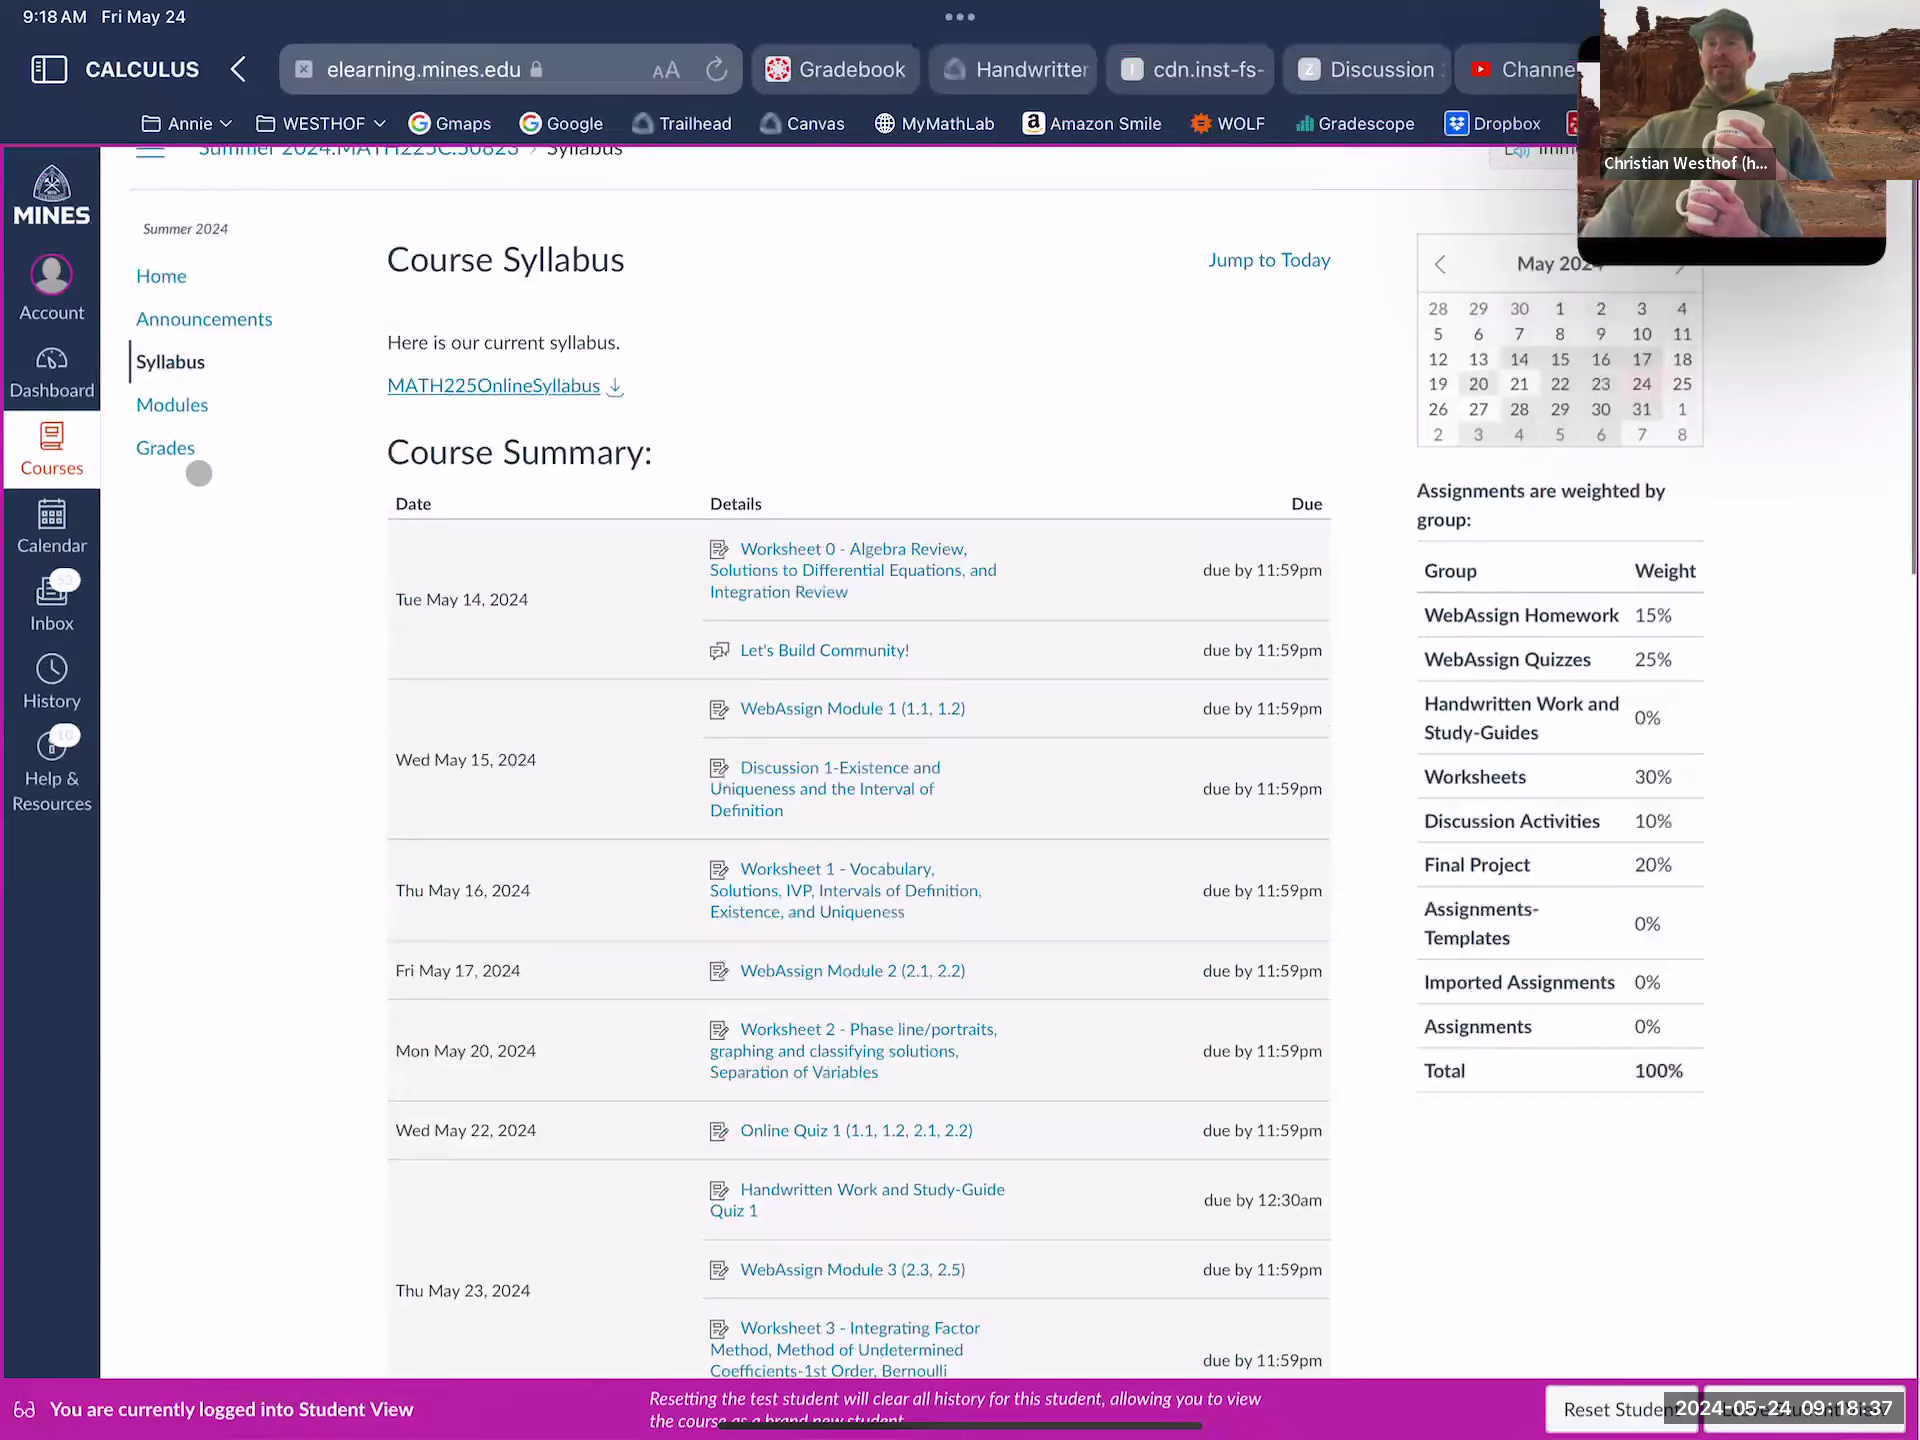 9:18 AM Fri May 24
CALCULUS
elearning.mines.edu
AA
Gradebook
Handwritter
cdn.inst-fs-
Discussion
Channe
Annie
WESTHOF
Gmaps
Google
Trailhead
Canvas
MyMathLab
Amazon Smile
WOLF
Gradescope
Dropbox
Christian Westhof (h...
MINES
Account
Dashboard
Courses
Calendar
53
Inbox
History
10
Help &
Resources
Summer 2024.MATH225C.50823 > Syllabus
Summer 2024
Home
Announcements
Syllabus
Modules
Grades
Course Syllabus
Jump to Today
Here is our current syllabus.
MATH225OnlineSyllabus
Course Summary:
Date Details Due
Tue May 14, 2024
Worksheet 0 - Algebra Review,
Solutions to Differential Equations, and
Integration Review
due by 11:59pm
Let's Build Community!
due by 11:59pm
Wed May 15, 2024
WebAssign Module 1 (1.1, 1.2)
due by 11:59pm
Discussion 1-Existence and
Uniqueness and the Interval of
Definition
due by 11:59pm
Thu May 16, 2024
Worksheet 1 - Vocabulary,
Solutions, IVP, Intervals of Definition,
Existence, and Uniqueness
due by 11:59pm
Fri May 17, 2024
WebAssign Module 2 (2.1, 2.2)
due by 11:59pm
Mon May 20, 2024
Worksheet 2 - Phase line/portraits,
graphing and classifying solutions,
Separation of Variables
due by 11:59pm
Wed May 22, 2024
Online Quiz 1 (1.1, 1.2, 2.1, 2.2)
due by 11:59pm
Thu May 23, 2024
Handwritten Work and Study-Guide
Quiz 1
due by 12:30am
WebAssign Module 3 (2.3, 2.5)
due by 11:59pm
Worksheet 3 - Integrating Factor
Method, Method of Undetermined
Coefficients-1st Order, Bernoulli
due by 11:59pm
May 2024
28 29 30 1 2 3 4
5 6 7 8 9 10 11
12 13 14 15 16 17 18
19 20 21 22 23 24 25
26 27 28 29 30 31 1
2 3 4 5 6 7 8
Assignments are weighted by
group:
Group Weight
WebAssign Homework 15%
WebAssign Quizzes 25%
Handwritten Work and
Study-Guides
0%
Worksheets 30%
Discussion Activities 10%
Final Project 20%
Assignments-
Templates
0%
Imported Assignments 0%
Assignments 0%
Total 100%
You are currently logged into Student View
Resetting the test student will clear all history for this student, allowing you to view
the course as a brand new student.
Reset Student
2024-05-24 09:18:37